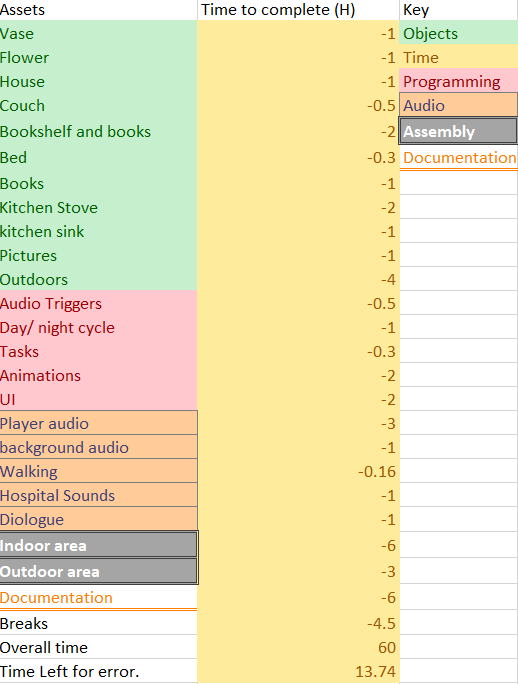 Assets Time to complete (H) Key
Vase -1 Objects
Flower -1 Time
House -1 Programming
Couch -0.5 Audio
Bookshelf and books -2 Assembly
Bed -0.3 Documentation
Books -1
Kitchen Stove -2
kitchen sink -1
Pictures -1
Outdoors -4
Audio Triggers -0.5
Day/ night cycle -1
Tasks -0.3
Animations -2
UI -2
Player audio -3
background audio -1
Walking -0.16
Hospital Sounds -1
Diologue -1
Indoor area -6
Outdoor area -3
Documentation -6
Breaks -4.5
Overall time 60
Time Left for error. 13.74